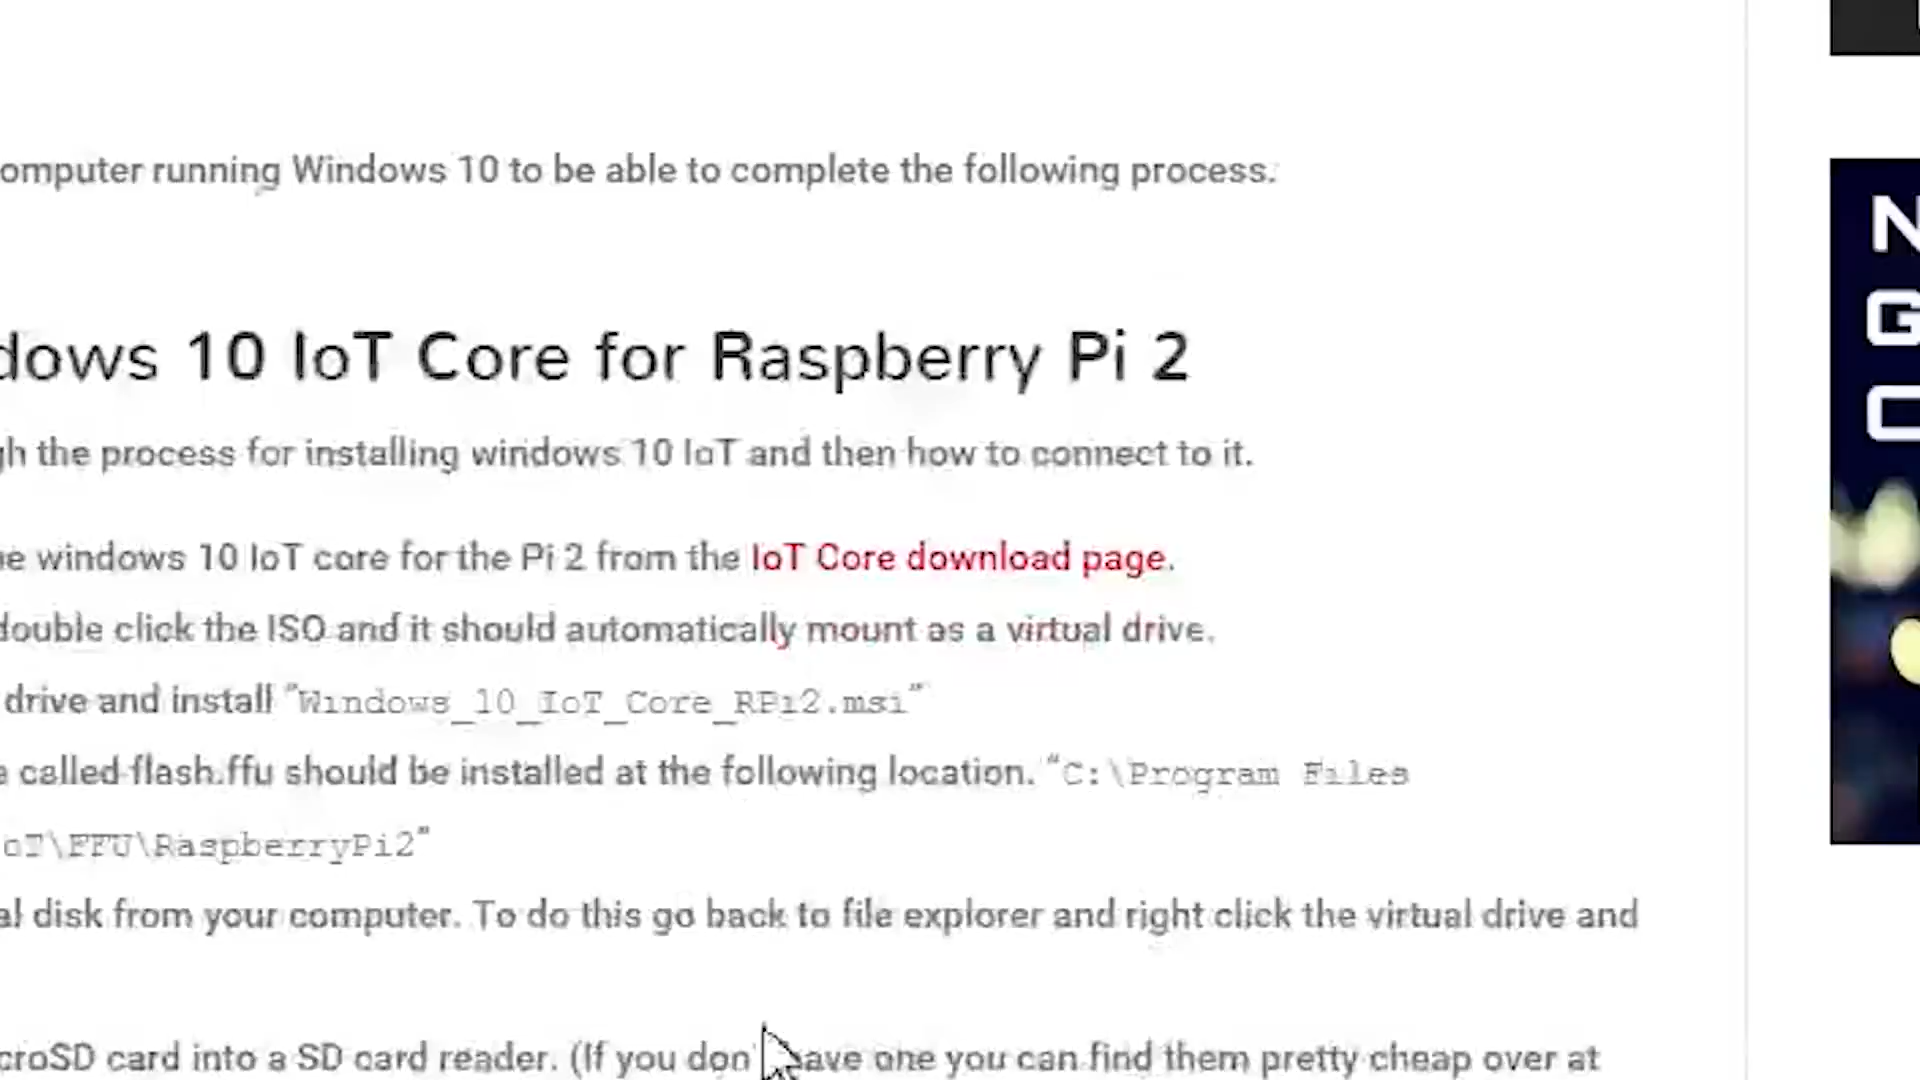 omputer running Windows 10 to be able to complete the following process.
dows 10 IoT Core for Raspberry Pi 2
gh the process for installing windows 10 IoT and then how to connect to it.
he windows 10 IoT core for the Pi 2 from the IoT Core download page.
double click the ISO and it should automatically mount as a virtual drive.
drive and install "Windows_10_IoT_Core_RPi2.msi"
e called flash.ffu should be installed at the following location. "C:\Program Files
oT\FFU\RaspberryPi2"
al disk from your computer. To do this go back to file explorer and right click the virtual drive and
croSD card into a SD card reader. (If you don' have one you can find them pretty cheap over at
N
G